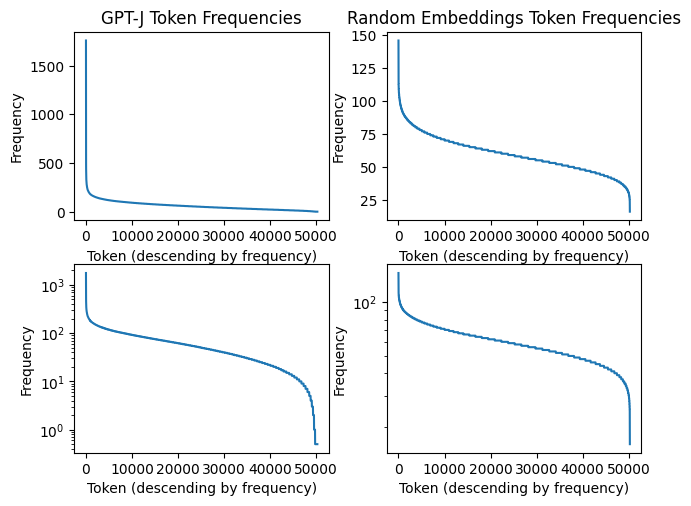 GPT-J Token Frequencies
1500
1000
500
0
Frequency
0 10000 20000 30000 40000 50000
Token (descending by frequency)
Random Embeddings Token Frequencies
150
125
100
75
50
25
Frequency
0 10000 20000 30000 40000 50000
Token (descending by frequency)
10³
10²
10¹
10⁰
Frequency
0 10000 20000 30000 40000 50000
Token (descending by frequency)
10²
Frequency
0 10000 20000 30000 40000 50000
Token (descending by frequency)